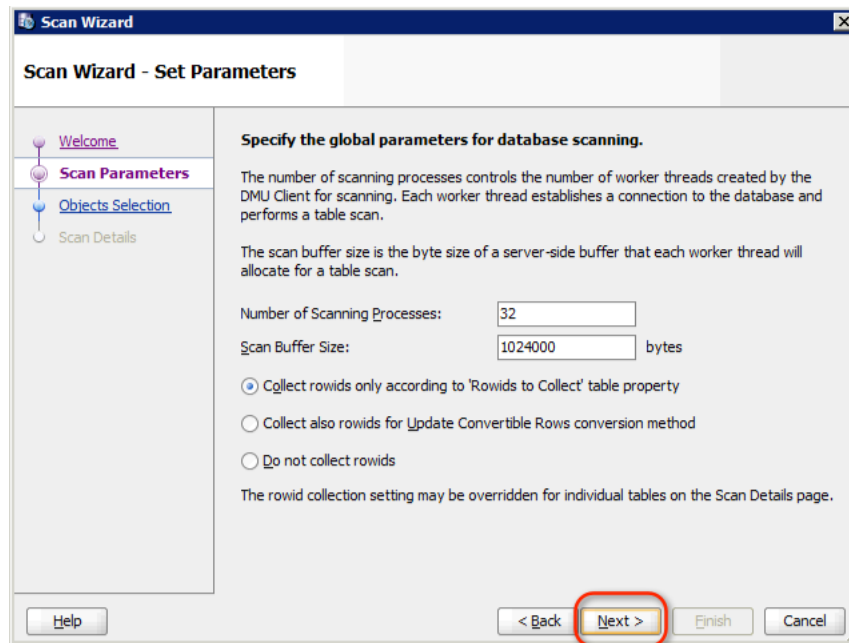 Scan Wizard
Scan Wizard - Set Parameters
Welcome
Scan Parameters
Objects Selection
Scan Details
Specify the global parameters for database scanning.
The number of scanning processes controls the number of worker threads created by the
DMU Client for scanning. Each worker thread establishes a connection to the database and
performs a table scan.
The scan buffer size is the byte size of a server-side buffer that each worker thread will
allocate for a table scan.
Number of Scanning Processes: 32
Scan Buffer Size: 1024000 bytes
Collect rowids only according to 'Rowids to Collect' table property
Collect also rowids for Update Convertible Rows conversion method
Do not collect rowids
The rowid collection setting may be overridden for individual tables on the Scan Details page.
Help < Back Next > Finish Cancel